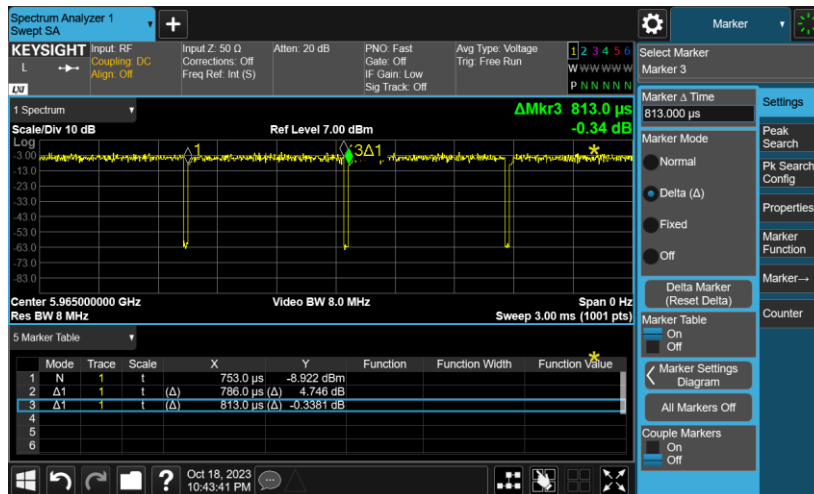 Spectrum Analyzer 1
Swept SA
Marker
KEYSIGHT
L
LXI
Input: RF
Coupling: DC
Align: Off
Input Z: 50 Ω
Corrections: Off
Freq Ref: Int (S)
Atten: 20 dB
PNO: Fast
Gate: Off
IF Gain: Low
Sig Track: Off
Avg Type: Voltage
Trig: Free Run
1 2 3 4 5 6
W W W W W W
P N N N N N
Select Marker
Marker 3
1 Spectrum
Scale/Div 10 dB
Ref Level 7.00 dBm
ΔMkr3 813.0 µs
-0.34 dB
Log
-3.00
-13.0
-23.0
-33.0
-43.0
-53.0
-63.0
-73.0
-83.0
1
3Δ1
Center 5.965000000 GHz
Res BW 8 MHz
Video BW 8.0 MHz
Span 0 Hz
Sweep 3.00 ms (1001 pts)
5 Marker Table
Mode Trace Scale X Y Function Function Width Function Value
1 N 1 t 753.0 µs -8.922 dBm
2 Δ1 1 t (Δ) 786.0 µs (Δ) 4.746 dB
3 Δ1 1 t (Δ) 813.0 µs (Δ) -0.3381 dB
4
5
6
Marker Δ Time
813.000 µs
Marker Mode
Normal
Delta (Δ)
Fixed
Off
Delta Marker
(Reset Delta)
Marker Table
On
Off
Marker Settings
Diagram
All Markers Off
Couple Markers
On
Off
Settings
Peak
Search
Pk Search
Config
Properties
Marker
Function
Marker→
Counter
?
Oct 18, 2023
10:43:41 PM